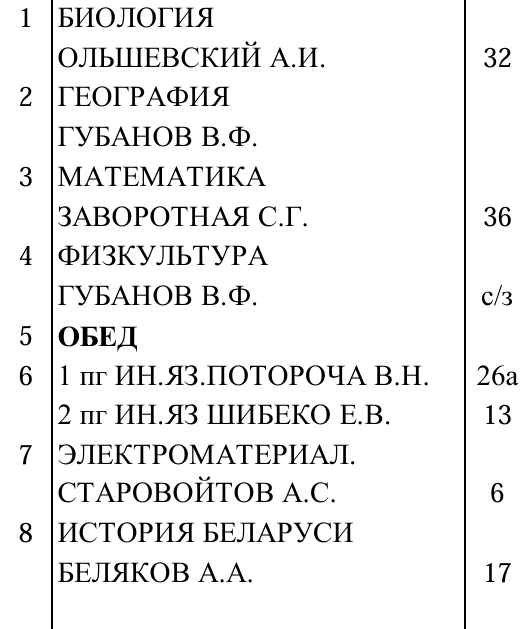 1 БИОЛОГИЯ
ОЛЬШЕВСКИЙ А.И. 32
2 ГЕОГРАФИЯ
ГУБАНОВ В.Ф.
3 МАТЕМАТИКА
ЗАВОРОТНАЯ С.Г. 36
4 ФИЗКУЛЬТУРА
ГУБАНОВ В.Ф. с/з
5 ОБЕД
6 1 пг ИН.ЯЗ.ПОТОРОЧА В.Н. 26а
2 пг ИН.ЯЗ ШИБЕКО Е.В. 13
7 ЭЛЕКТРОМАТЕРИАЛ.
СТАРОВОЙТОВ А.С. 6
8 ИСТОРИЯ БЕЛАРУСИ
БЕЛЯКОВ А.А. 17